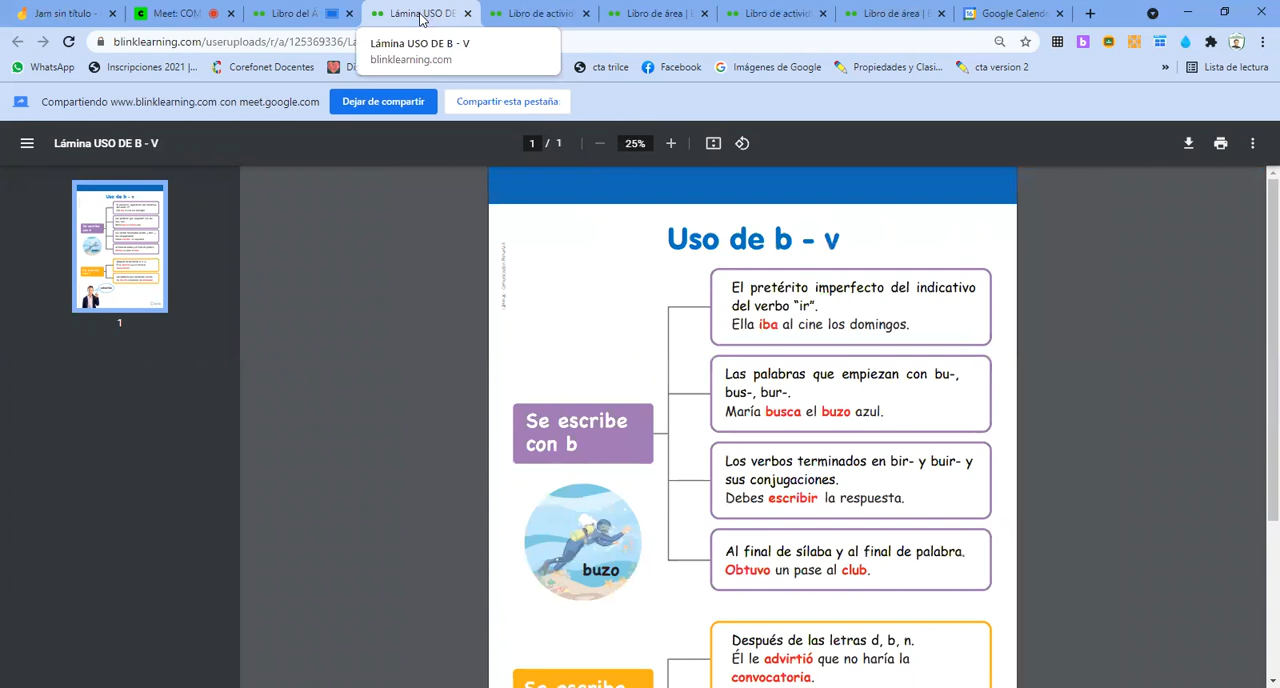 Jam sin título -
Meet: COM
Libro del A
Lámina USO DE
Libro de activid
Libro de área | E
Libro de activid
Libro de área | E
Google Calenda
blinklearning.com/useruploads/r/c/135369336/La
Lámina USO DE B - V
blinklearning.com
WhatsApp
Inscripciones 2021 |...
Corefonet Docentes
cta trilce
Facebook
Imágenes de Google
Propiedades y Clasi...
cta version 2
»
Lista de lectura
Compartiendo www.blinklearning.com con meet.google.com
Dejar de compartir
Compartir esta pestaña
Lámina USO DE B - V
1 / 1
25%
1
Uso de b - v
Se escribe
con b
El pretérito imperfecto del indicativo
del verbo "ir".
Ella iba al cine los domingos.
Las palabras que empiezan con bu-,
bus-, bur-.
María busca el buzo azul.
Los verbos terminados en bir- y buir- y
sus conjugaciones.
Debes escribir la respuesta.
Al final de sílaba y al final de palabra.
Obtuvo un pase al club.
buzo
Se escribe
Después de las letras d, b, n.
Él le advirtió que no haría la
convocatoria.